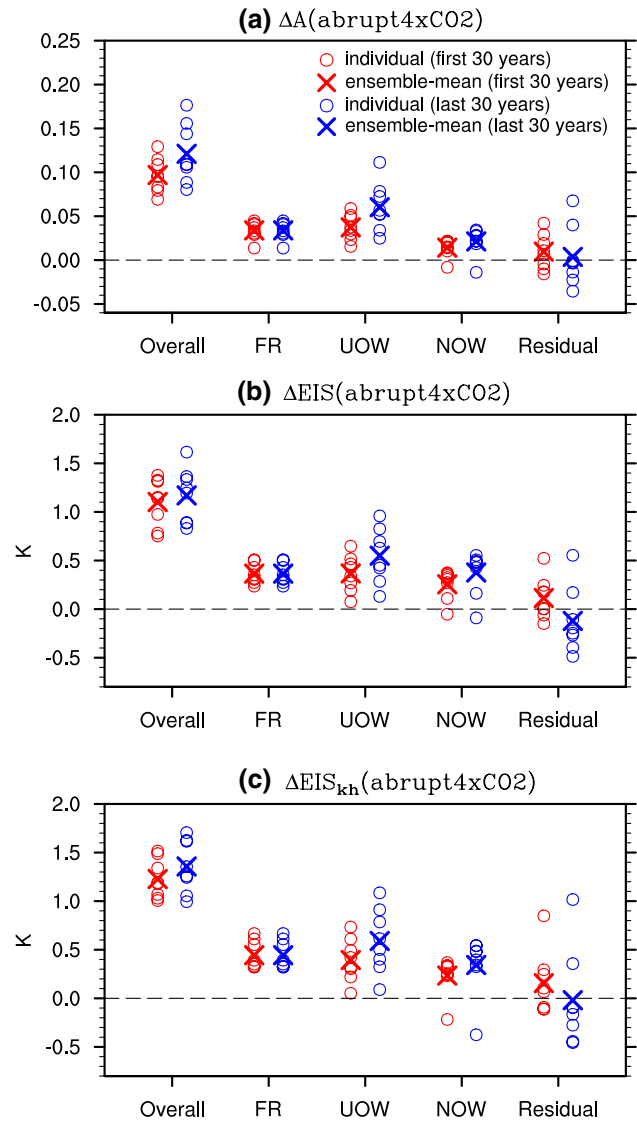 (a) ΔA(abrupt4xCO2)
0.25
0.20
0.15
0.10
0.05
0.00
-0.05
individual (first 30 years)
ensemble-mean (first 30 years)
individual (last 30 years)
ensemble-mean (last 30 years)
Overall FR UOW NOW Residual
(b) ΔEIS(abrupt4xCO2)
K
2.0
1.5
1.0
0.5
0.0
-0.5
Overall FR UOW NOW Residual
(c) ΔEISkh(abrupt4xCO2)
K
2.0
1.5
1.0
0.5
0.0
-0.5
Overall FR UOW NOW Residual